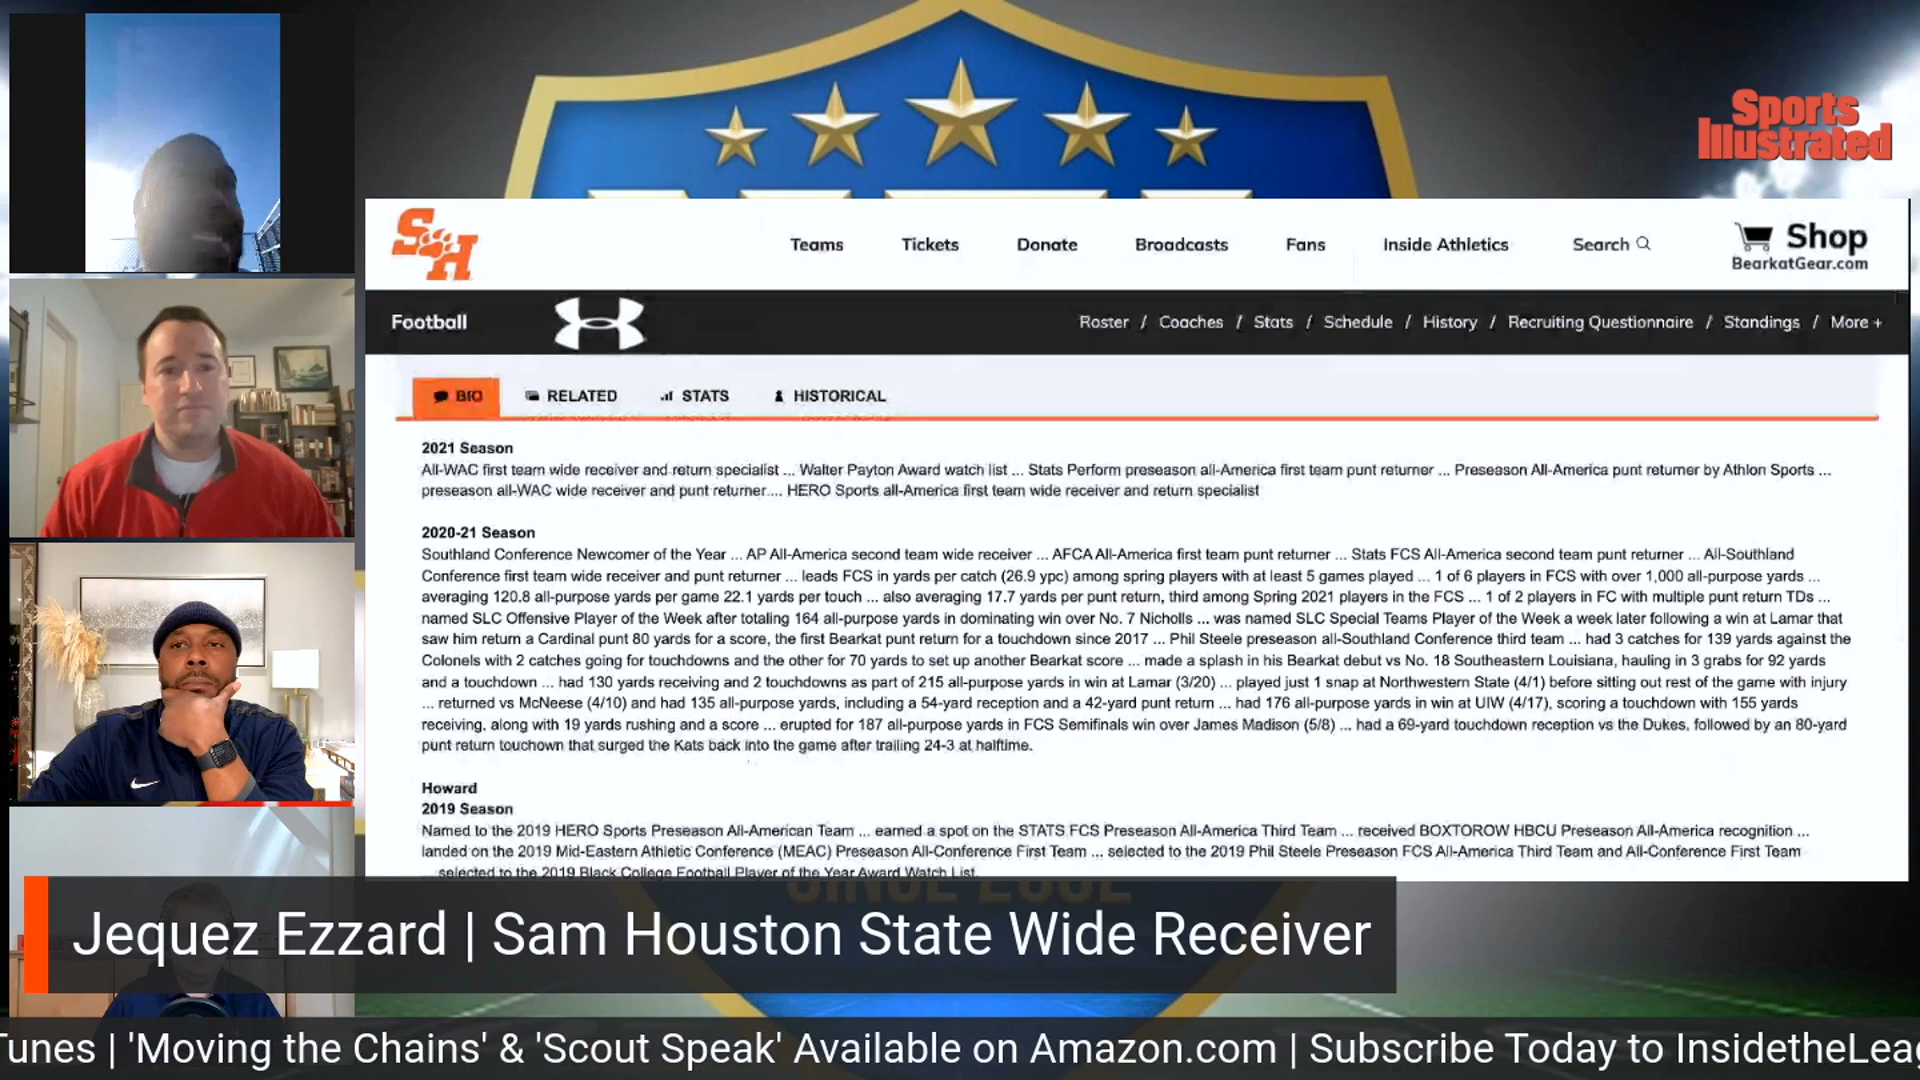 Sports
Illustrated
SH
Teams Tickets Donate Broadcasts Fans Inside Athletics Search Shop
BearkatGear.com
Football Roster / Coaches / Stats / Schedule / History / Recruiting Questionnaire / Standings / More +
BIO RELATED STATS HISTORICAL
2021 Season
All-WAC first team wide receiver and return specialist ... Walter Payton Award watch list ... Stats Perform preseason all-America first team punt returner ... Preseason All-America punt returner by Athlon Sports ...
preseason all-WAC wide receiver and punt returner.... HERO Sports all-America first team wide receiver and return specialist
2020-21 Season
Southland Conference Newcomer of the Year ... AP All-America second team wide receiver ... AFCA All-America first team punt returner ... Stats FCS All-America second team punt returner ... All-Southland
Conference first team wide receiver and punt returner ... leads FCS in yards per catch (26.9 ypc) among spring players with at least 5 games played ... 1 of 6 players in FCS with over 1,000 all-purpose yards ...
averaging 120.8 all-purpose yards per game 22.1 yards per touch ... also averaging 17.7 yards per punt return, third among Spring 2021 players in the FCS ... 1 of 2 players in FC with multiple punt return TDs ...
named SLC Offensive Player of the Week after totaling 164 all-purpose yards in dominating win over No. 7 Nicholls ... was named SLC Special Teams Player of the Week a week later following a win at Lamar that
saw him return a Cardinal punt 80 yards for a score, the first Bearkat punt return for a touchdown since 2017 ... Phil Steele preseason all-Southland Conference third team ... had 3 catches for 139 yards against the
Colonels with 2 catches going for touchdowns and the other for 70 yards to set up another Bearkat score ... made a splash in his Bearkat debut vs No. 18 Southeastern Louisiana, hauling in 3 grabs for 92 yards
and a touchdown ... had 130 yards receiving and 2 touchdowns as part of 215 all-purpose yards in win at Lamar (3/20) ... played just 1 snap at Northwestern State (4/1) before sitting out rest of the game with injury
... returned vs McNeese (4/10) and had 135 all-purpose yards, including a 54-yard reception and a 42-yard punt return ... had 176 all-purpose yards in win at UIW (4/17), scoring a touchdown with 155 yards
receiving, along with 19 yards rushing and a score ... erupted for 187 all-purpose yards in FCS Semifinals win over James Madison (5/8) ... had a 69-yard touchdown reception vs the Dukes, followed by an 80-yard
punt return touchown that surged the Kats back into the game after trailing 24-3 at halftime.
Howard
2019 Season
Named to the 2019 HERO Sports Preseason All-American Team ... earned a spot on the STATS FCS Preseason All-America Third Team ... received BOXTOROW HBCU Preseason All-America recognition ...
landed on the 2019 Mid-Eastern Athletic Conference (MEAC) Preseason All-Conference First Team ... selected to the 2019 Phil Steele Preseason FCS All-America Third Team and All-Conference First Team
... selected to the 2019 Black College Football Player of the Year Award Watch List.
SINCE 2002
Jequez Ezzard | Sam Houston State Wide Receiver
Tunes | 'Moving the Chains' & 'Scout Speak' Available on Amazon.com | Subscribe Today to InsidetheLeag